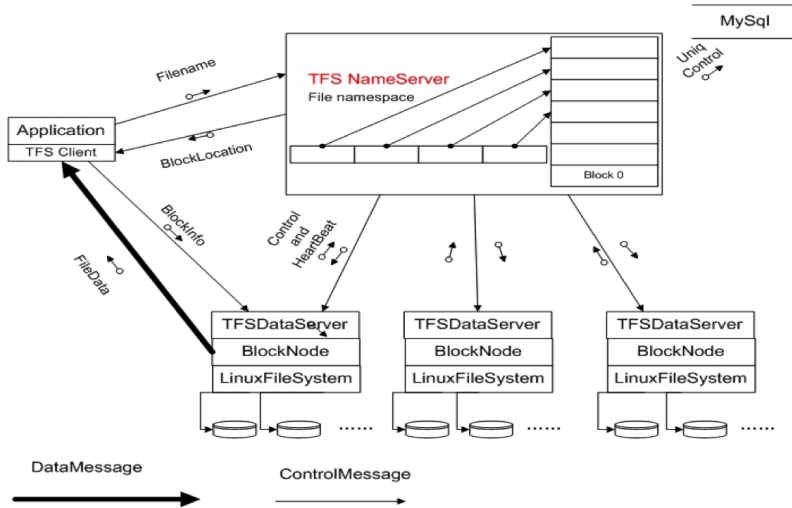 MySql
Uniq
Control
Filename
TFS NameServer
File namespace
Application
TFS Client
BlockLocation
Block 0
BlockInfo
Control
and
HeartBeat
FileData
TFSDataServer
BlockNode
LinuxFileSystem
TFSDataServer
BlockNode
LinuxFileSystem
TFSDataServer
BlockNode
LinuxFileSystem
......
......
......
DataMessage
ControlMessage